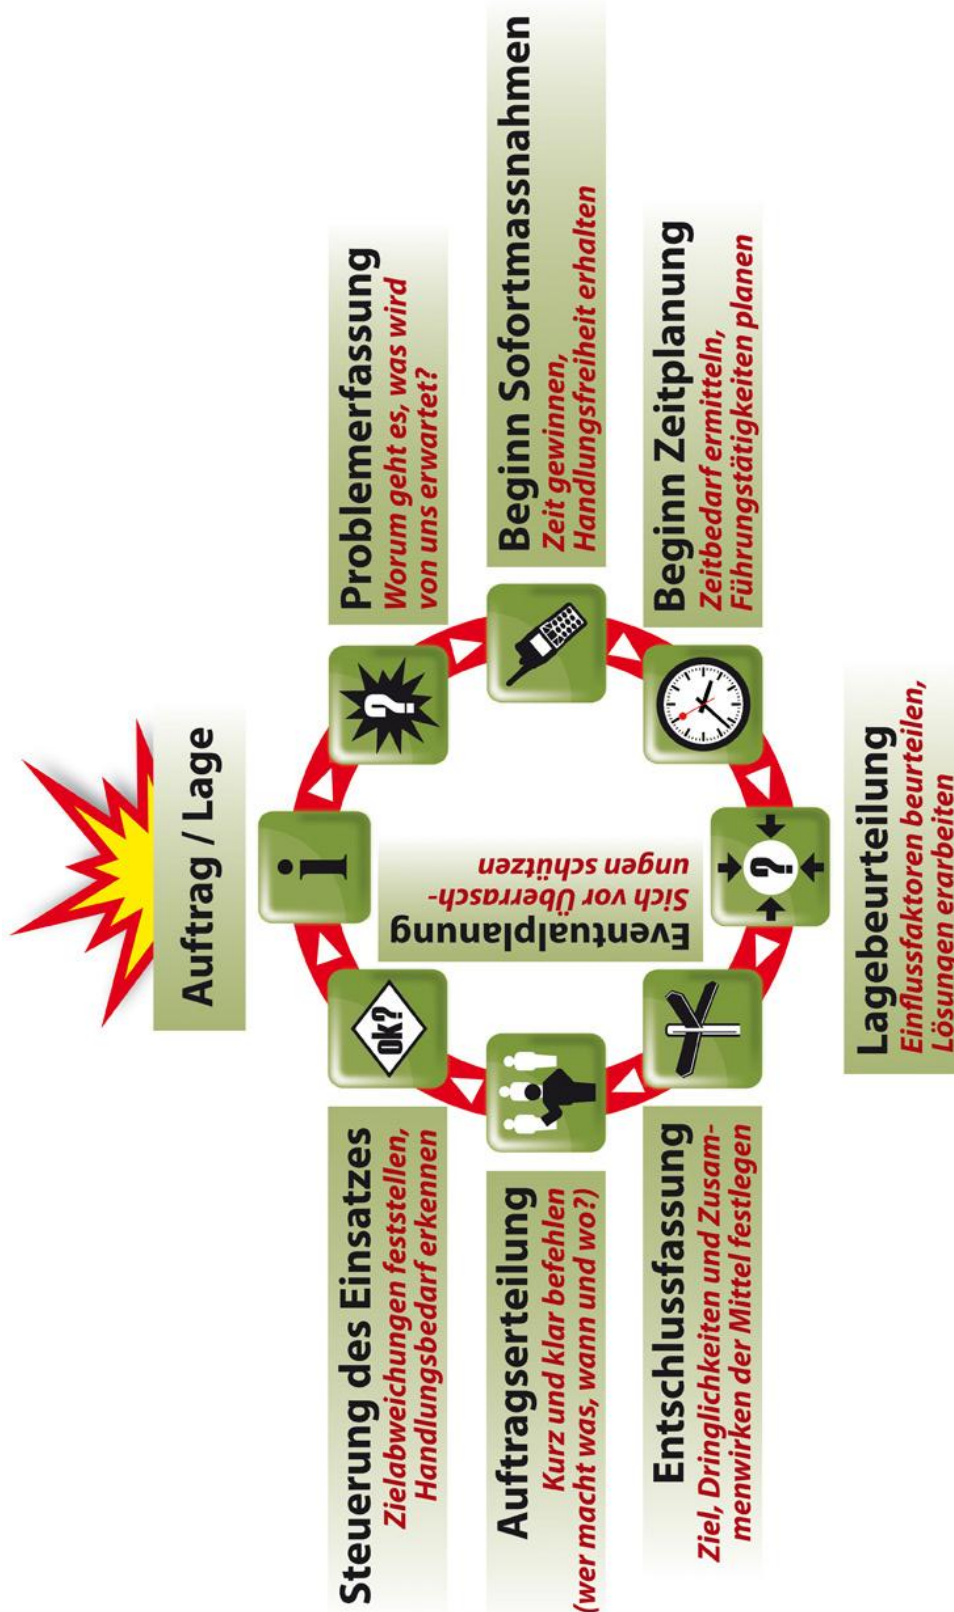 Auftrag / Lage
i
?
Problemerfassung
Worum geht es, was wird
von uns erwartet?
Beginn Sofortmassnahmen
Zeit gewinnen,
Handlungsfreiheit erhalten
Beginn Zeitplanung
Zeitbedarf ermitteln,
Führungstätigkeiten planen
?
Lagebeurteilung
Einflussfaktoren beurteilen,
Lösungen erarbeiten
Entschlussfassung
Ziel, Dringlichkeiten und Zusam-
menwirken der Mittel festlegen
Auftragserteilung
Kurz und klar befehlen
(wer macht was, wann und wo?)
Steuerung des Einsatzes
Zielabweichungen feststellen,
Handlungsbedarf erkennen
ok?
Eventualplanung
Sich vor Überrasch-
ungen schützen